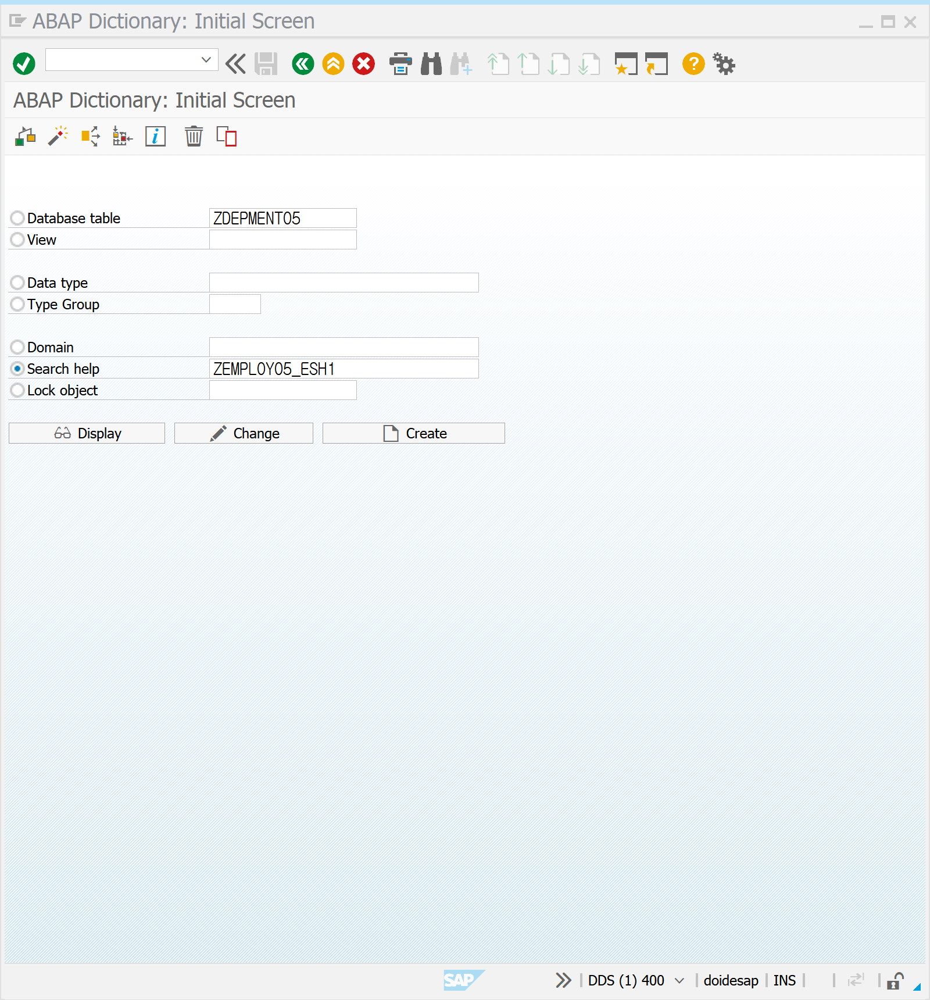 ABAP Dictionary: Initial Screen
ABAP Dictionary: Initial Screen
Database table ZDEPMENT05
View
Data type
Type Group
Domain
Search help ZEMPLOY05_ESH1
Lock object
Display Change Create
SAP DDS (1) 400 doidesap INS